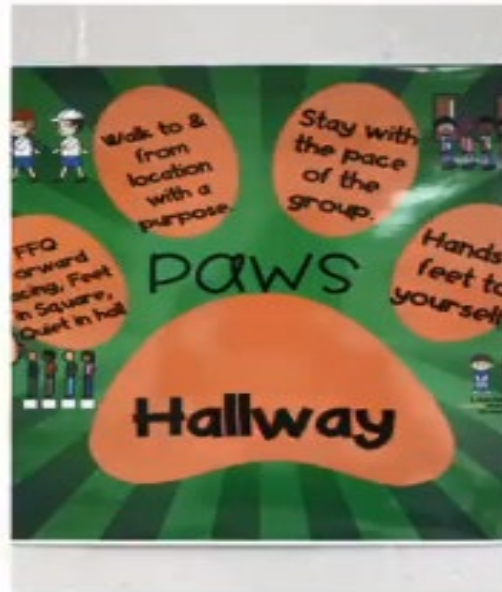 Walk to &
from
location
with a
purpose.
Stay with
the pace
of the
group.
FFQ
orward
acing, Feet
in Square,
Quiet in hall
Hands
feet to
yourself
paws
Hallway